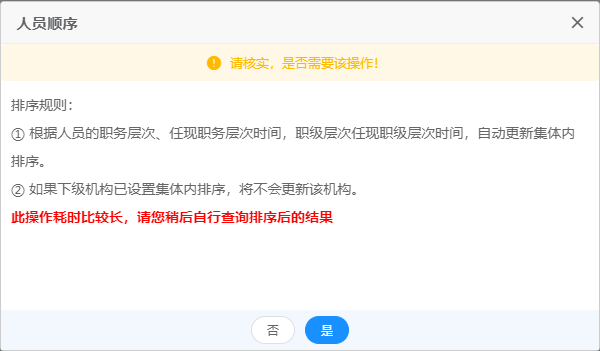 人员顺序
请核实，是否需要该操作！
排序规则：
① 根据人员的职务层次、任现职务层次时间，职级层次任现职级层次时间，自动更新集体内
排序。
② 如果下级机构已设置集体内排序，将不会更新该机构。
此操作耗时比较长，请您稍后自行查询排序后的结果
否
是